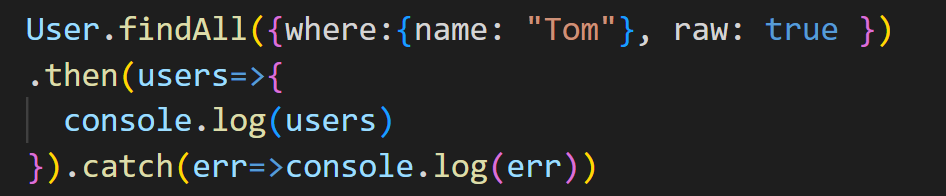 User.findAll({where:{name: "Tom"}, raw: true })
.then(users=>{
  console.log(users)
}).catch(err=>console.log(err))